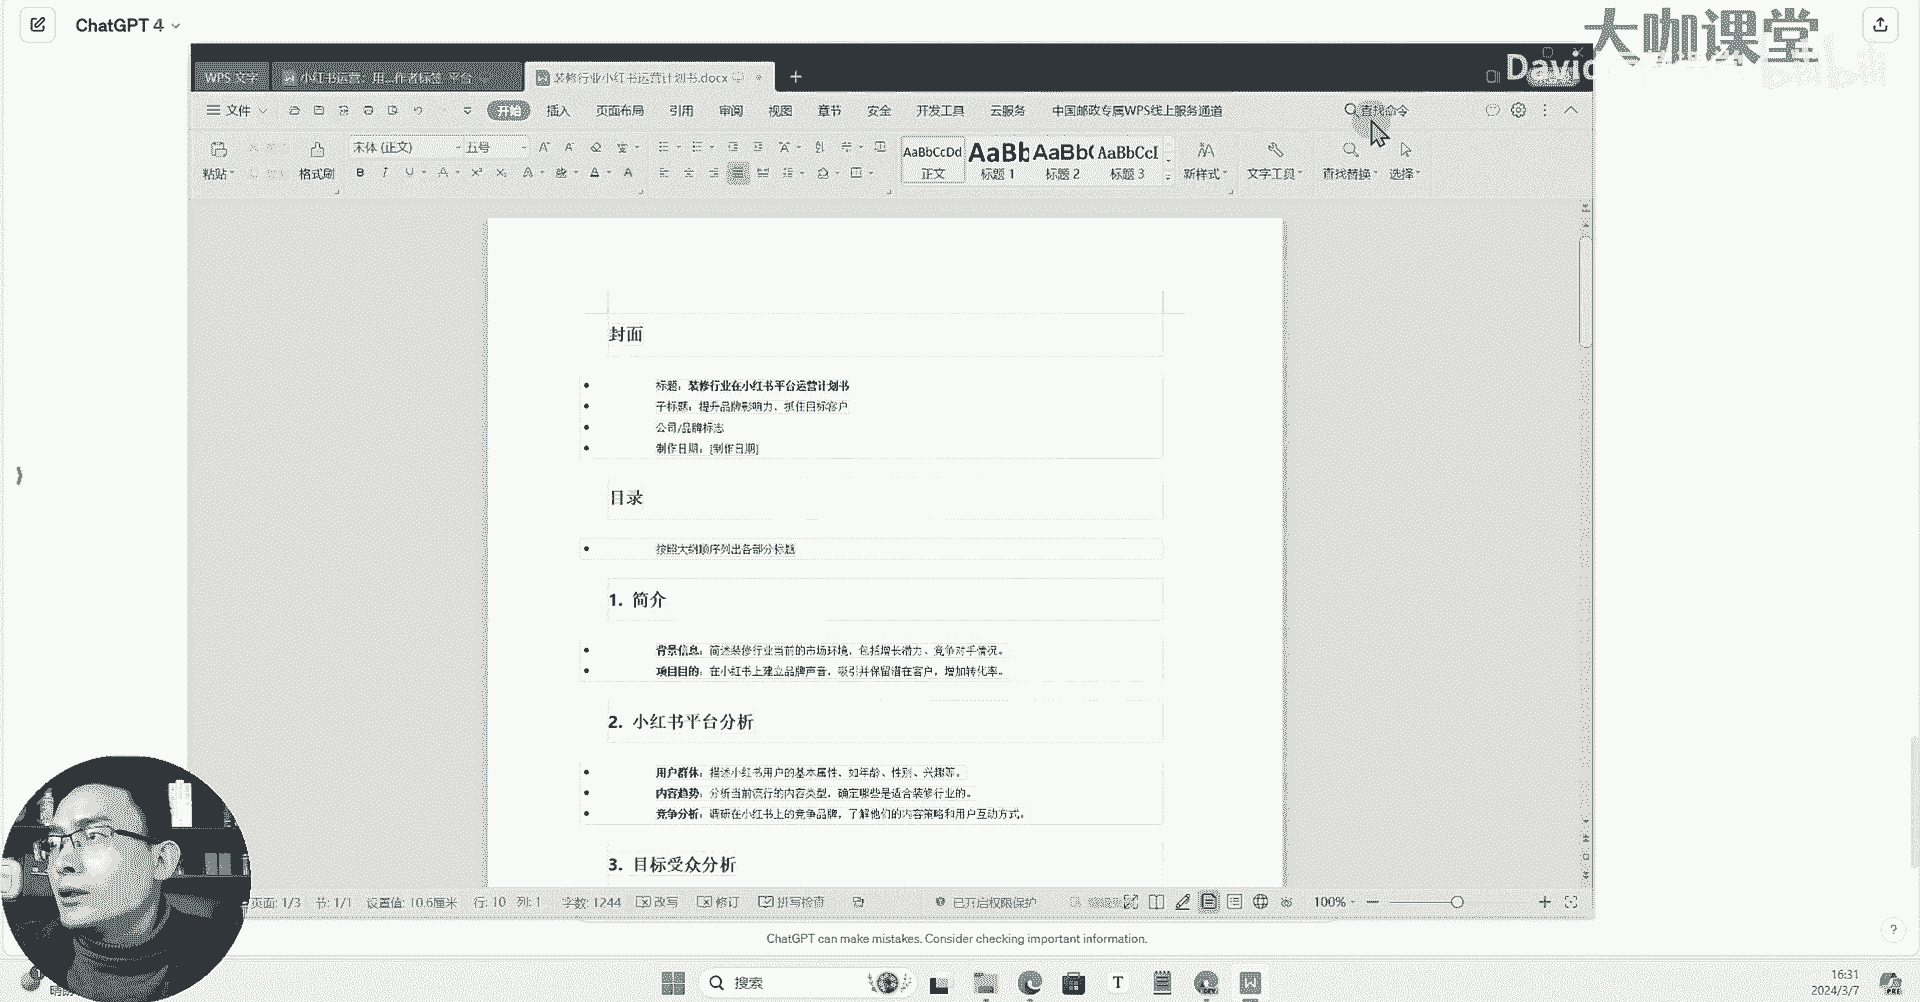 ChatGPT 4
大咖课堂
David
WPS 文字
小红书运营：用...作者标签 平台
装修行业小红书运营计划书.docx
文件
开始 插入 页面布局 引用 审阅 视图 章节 安全 开发工具 云服务 中国邮政专属WPS线上服务通道
查找命令
宋体 (正文) 五号
AaBbCcDd AaBb AaBb( AaBbCcI
粘贴 格式刷
正文 标题 1 标题 2 标题 3 新样式 文字工具 查找替换 选择
封面
标题：装修行业在小红书平台运营计划书
子标题：提升品牌影响力，抓住目标客户
公司/品牌标志
制作日期：[制作日期]
目录
按照大纲顺序列出各部分标题
1. 简介
背景信息：简述装修行业当前的市场环境，包括增长潜力、竞争对手情况。
项目目的：在小红书上建立品牌声音，吸引并保留潜在客户，增加转化率。
2. 小红书平台分析
用户群体：描述小红书用户的基本属性，如年龄、性别、兴趣等。
内容趋势：分析当前流行的内容类型，确定哪些是适合装修行业的。
竞争分析：调研在小红书上的竞争品牌，了解他们的内容策略和用户互动方式。
3. 目标受众分析
页面: 1/3 节: 1/1 设置值: 10.6厘米 行: 10 列: 1 字数: 1244 改写 修订 拼写检查 已开启权限保护 100%
ChatGPT can make mistakes. Consider checking important information.
?
搜索
16:31
2024/3/7